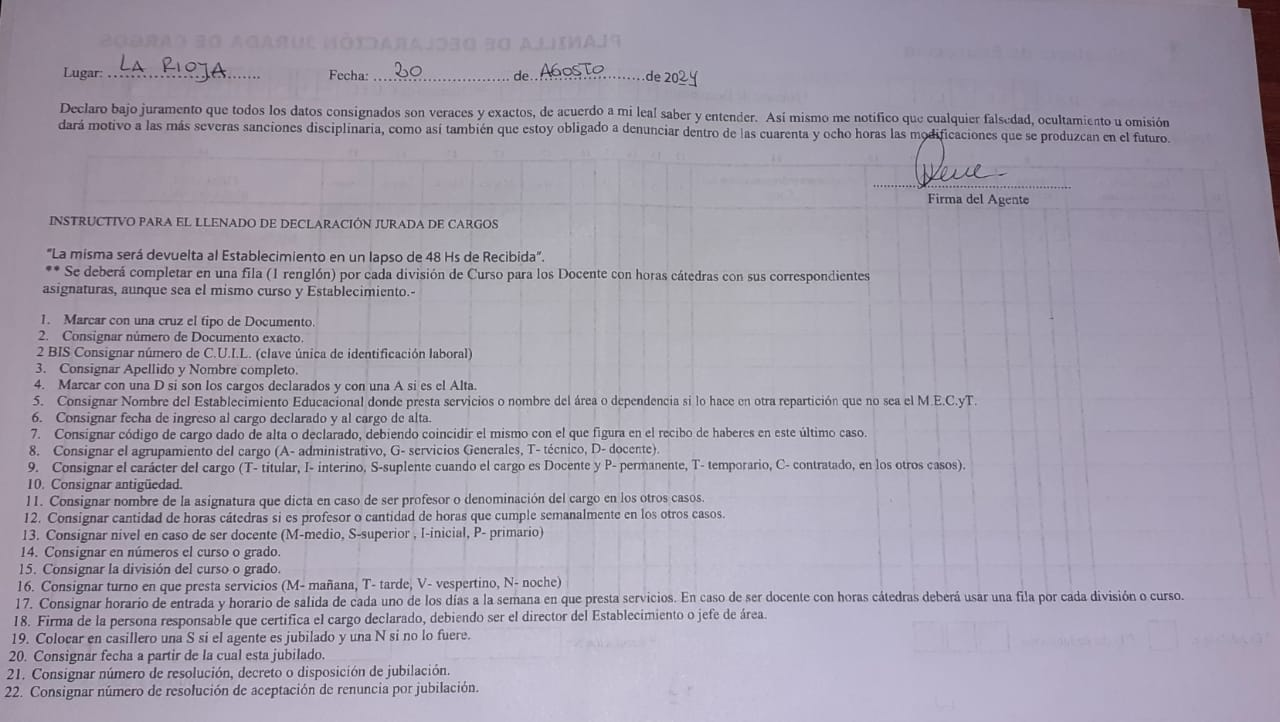 PLANILLA DE DECLARACIÓN JURADA DE CARGOS
Lugar: LA RIOJA Fecha: 30 de AGOSTO de 2024
Declaro bajo juramento que todos los datos consignados son veraces y exactos, de acuerdo a mi leal saber y entender. Así mismo me notifico que cualquier falsedad, ocultamiento u omisión
dará motivo a las más severas sanciones disciplinaria, como así también que estoy obligado a denunciar dentro de las cuarenta y ocho horas las modificaciones que se produzcan en el futuro.
Firma del Agente
INSTRUCTIVO PARA EL LLENADO DE DECLARACIÓN JURADA DE CARGOS
"La misma será devuelta al Establecimiento en un lapso de 48 Hs de Recibida".
** Se deberá completar en una fila (1 renglón) por cada división de Curso para los Docente con horas cátedras con sus correspondientes
asignaturas, aunque sea el mismo curso y Establecimiento.-
1. Marcar con una cruz el tipo de Documento.
2. Consignar número de Documento exacto.
2 BIS Consignar número de C.U.I.L. (clave única de identificación laboral)
3. Consignar Apellido y Nombre completo.
4. Marcar con una D si son los cargos declarados y con una A si es el Alta.
5. Consignar Nombre del Establecimiento Educacional donde presta servicios o nombre del área o dependencia si lo hace en otra repartición que no sea el M.E.C.yT.
6. Consignar fecha de ingreso al cargo declarado y al cargo de alta.
7. Consignar código de cargo dado de alta o declarado, debiendo coincidir el mismo con el que figura en el recibo de haberes en este último caso.
8. Consignar el agrupamiento del cargo (A- administrativo, G- servicios Generales, T- técnico, D- docente).
9. Consignar el carácter del cargo (T- titular, I- interino, S-suplente cuando el cargo es Docente y P- permanente, T- temporario, C- contratado, en los otros casos).
10. Consignar antigüedad.
11. Consignar nombre de la asignatura que dicta en caso de ser profesor o denominación del cargo en los otros casos.
12. Consignar cantidad de horas cátedras si es profesor o cantidad de horas que cumple semanalmente en los otros casos.
13. Consignar nivel en caso de ser docente (M-medio, S-superior , I-inicial, P- primario)
14. Consignar en números el curso o grado.
15. Consignar la división del curso o grado.
16. Consignar turno en que presta servicios (M- mañana, T- tarde, V- vespertino, N- noche)
17. Consignar horario de entrada y horario de salida de cada uno de los días a la semana en que presta servicios. En caso de ser docente con horas cátedras deberá usar una fila por cada división o curso.
18. Firma de la persona responsable que certifica el cargo declarado, debiendo ser el director del Establecimiento o jefe de área.
19. Colocar en casillero una S si el agente es jubilado y una N si no lo fuere.
20. Consignar fecha a partir de la cual esta jubilado.
21. Consignar número de resolución, decreto o disposición de jubilación.
22. Consignar número de resolución de aceptación de renuncia por jubilación.